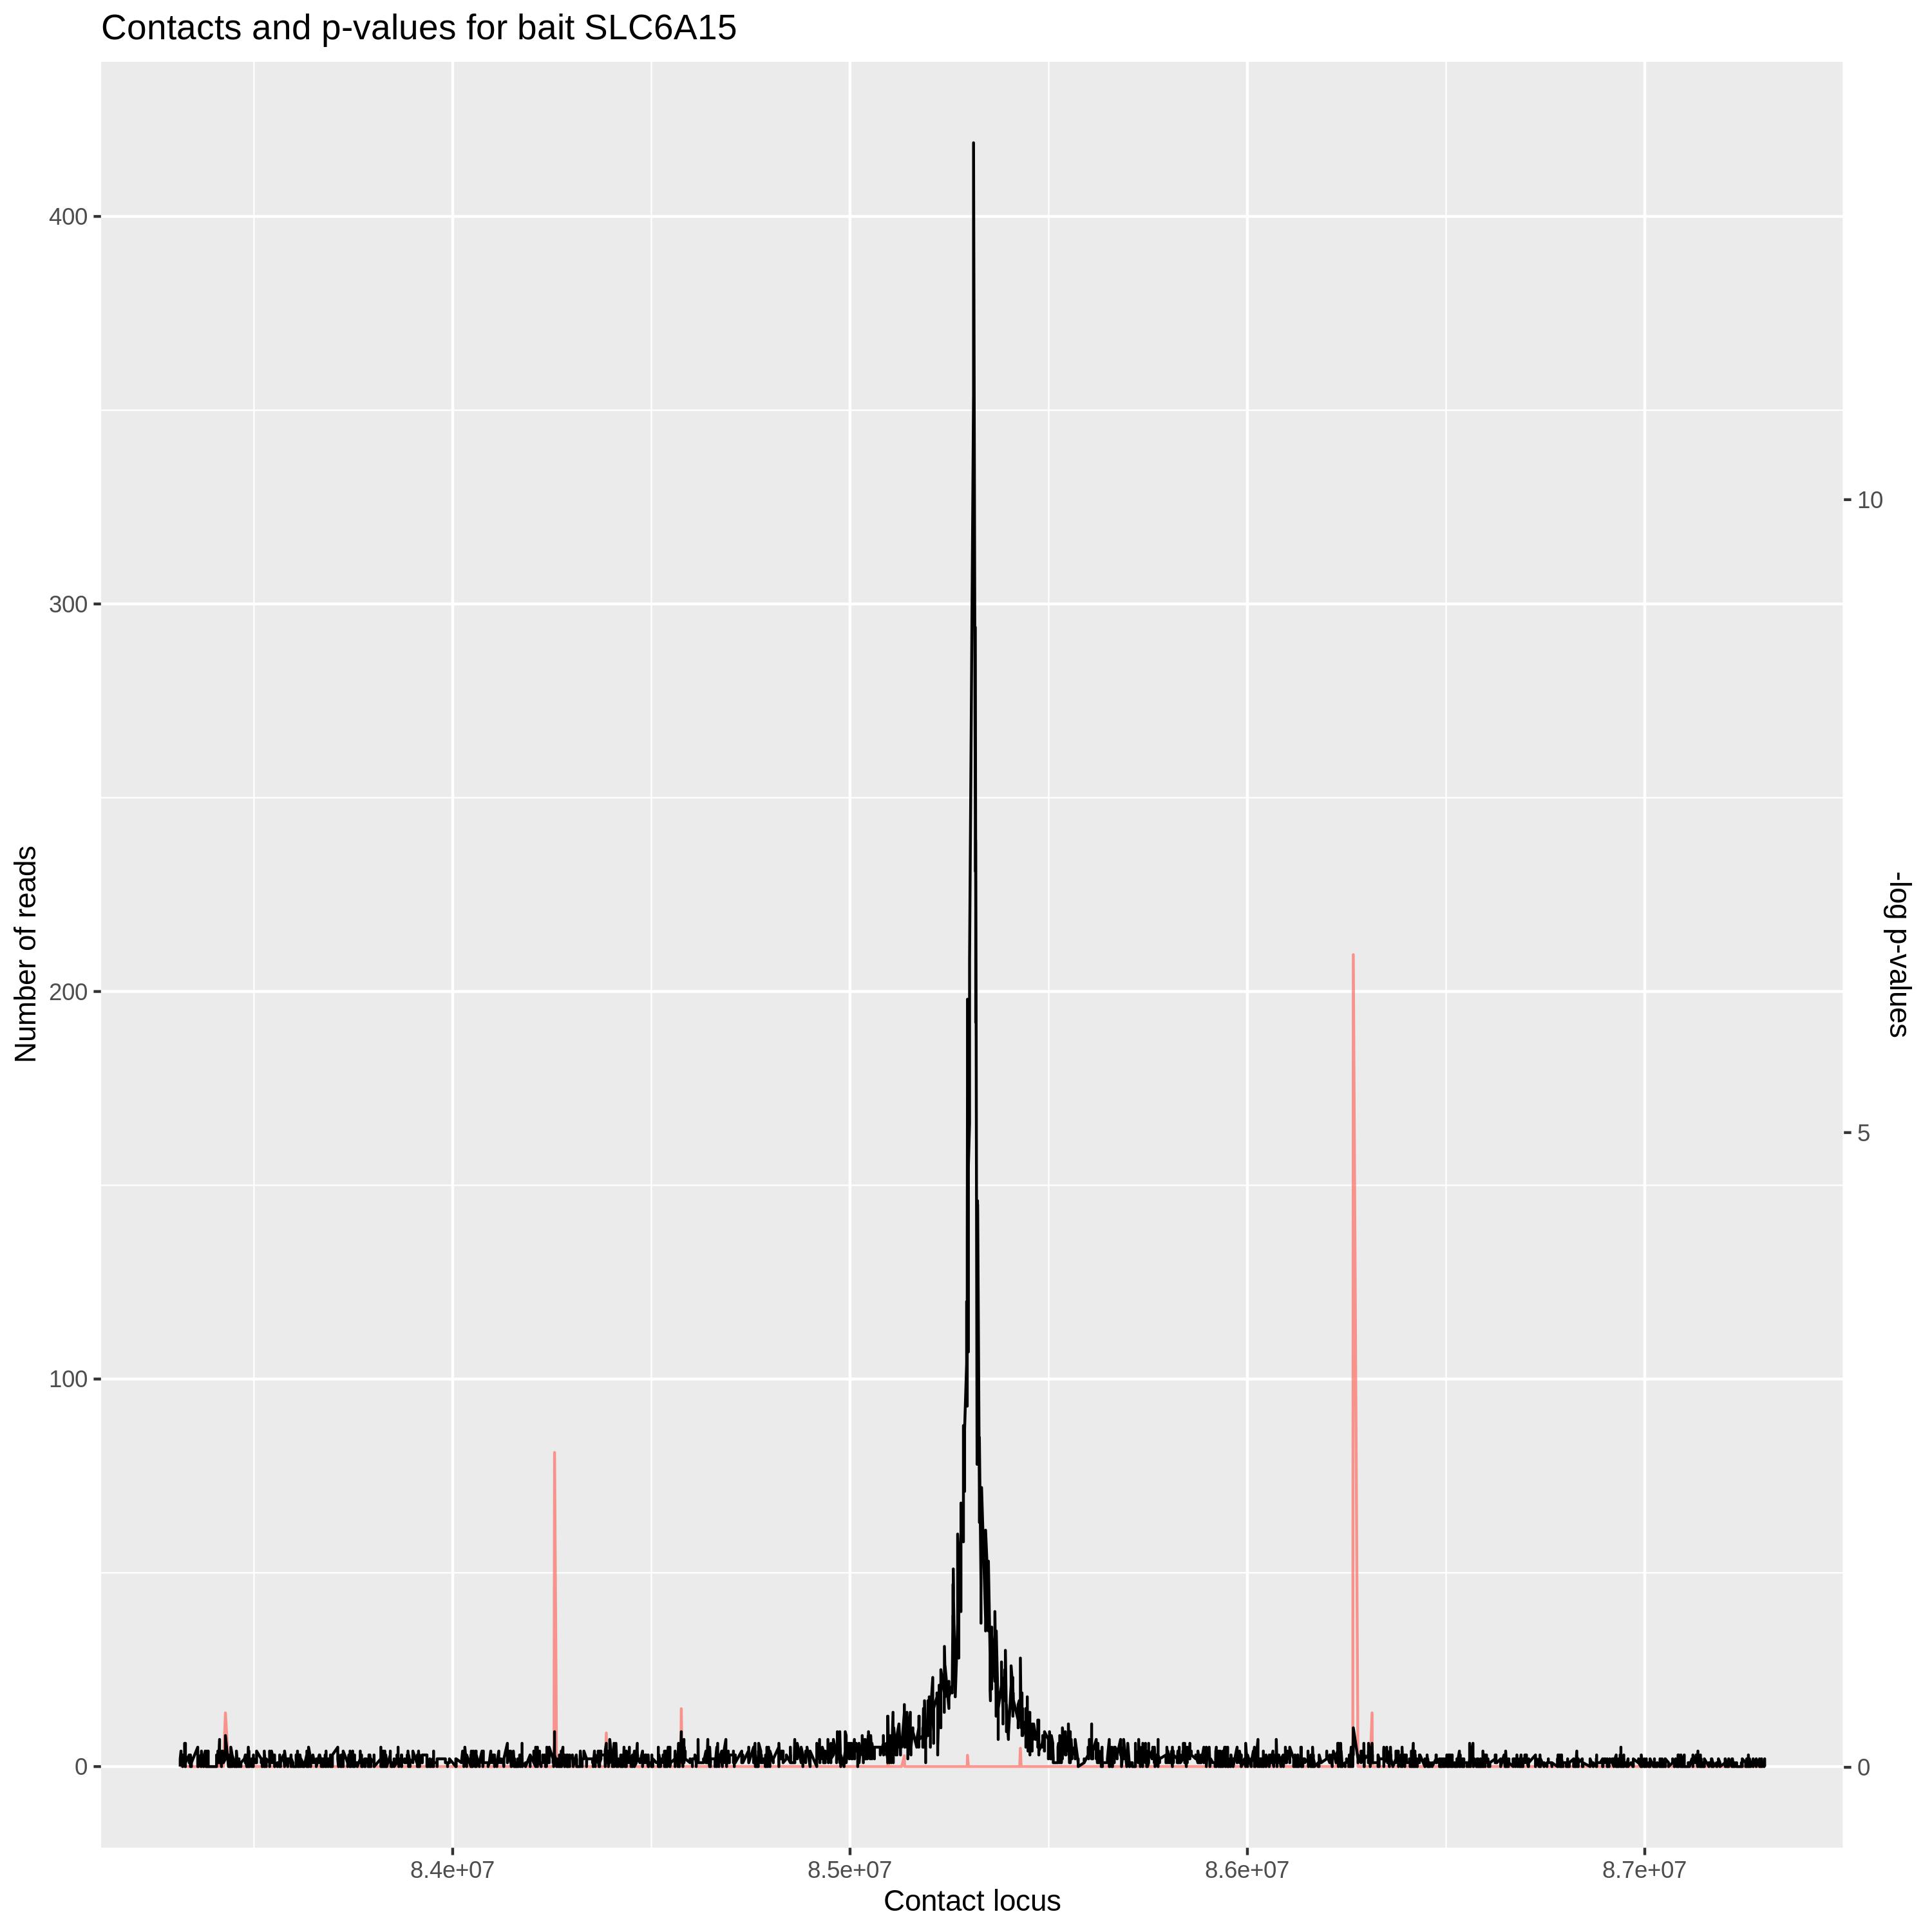 Contacts and p-values for bait SLC6A15
Number of reads
400
300
200
100
0
10
5
0
-log p-values
8.4e+07
8.5e+07
8.6e+07
8.7e+07
Contact locus